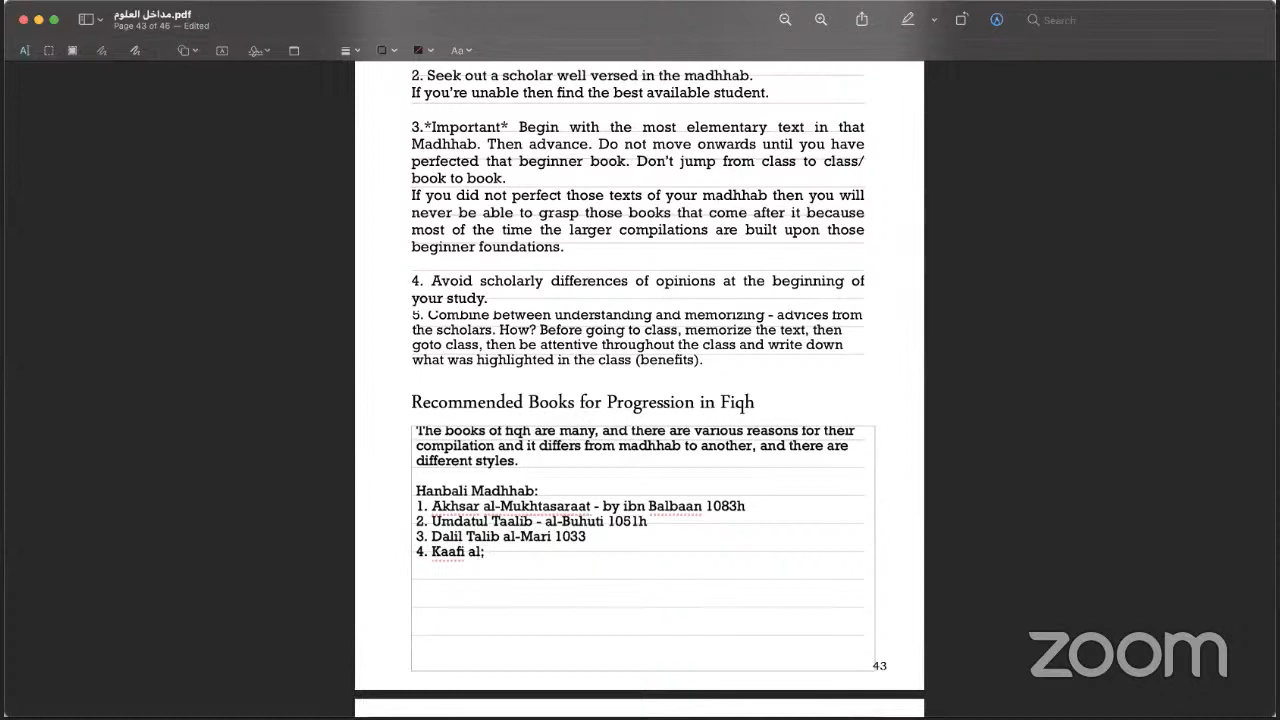 مداخل العلوم.pdf
Page 43 of 46 — Edited
Search
2. Seek out a scholar well versed in the madhhab.
If you're unable then find the best available student.
3.*Important* Begin with the most elementary text in that
Madhhab. Then advance. Do not move onwards until you have
perfected that beginner book. Don't jump from class to class/
book to book.
If you did not perfect those texts of your madhhab then you will
never be able to grasp those books that come after it because
most of the time the larger compilations are built upon those
beginner foundations.
4. Avoid scholarly differences of opinions at the beginning of
your study.
5. Combine between understanding and memorizing - advices from
the scholars. How? Before going to class, memorize the text, then
goto class, then be attentive throughout the class and write down
what was highlighted in the class (benefits).
Recommended Books for Progression in Fiqh
The books of fiqh are many, and there are various reasons for their
compilation and it differs from madhhab to another, and there are
different styles.
Hanbali Madhhab:
1. Akhsar al-Mukhtasaraat - by ibn Balbaan 1083h
2. Umdatul Taalib - al-Buhuti 1051h
3. Dalil Talib al-Mari 1033
4. Kaafi al;
43
zoom